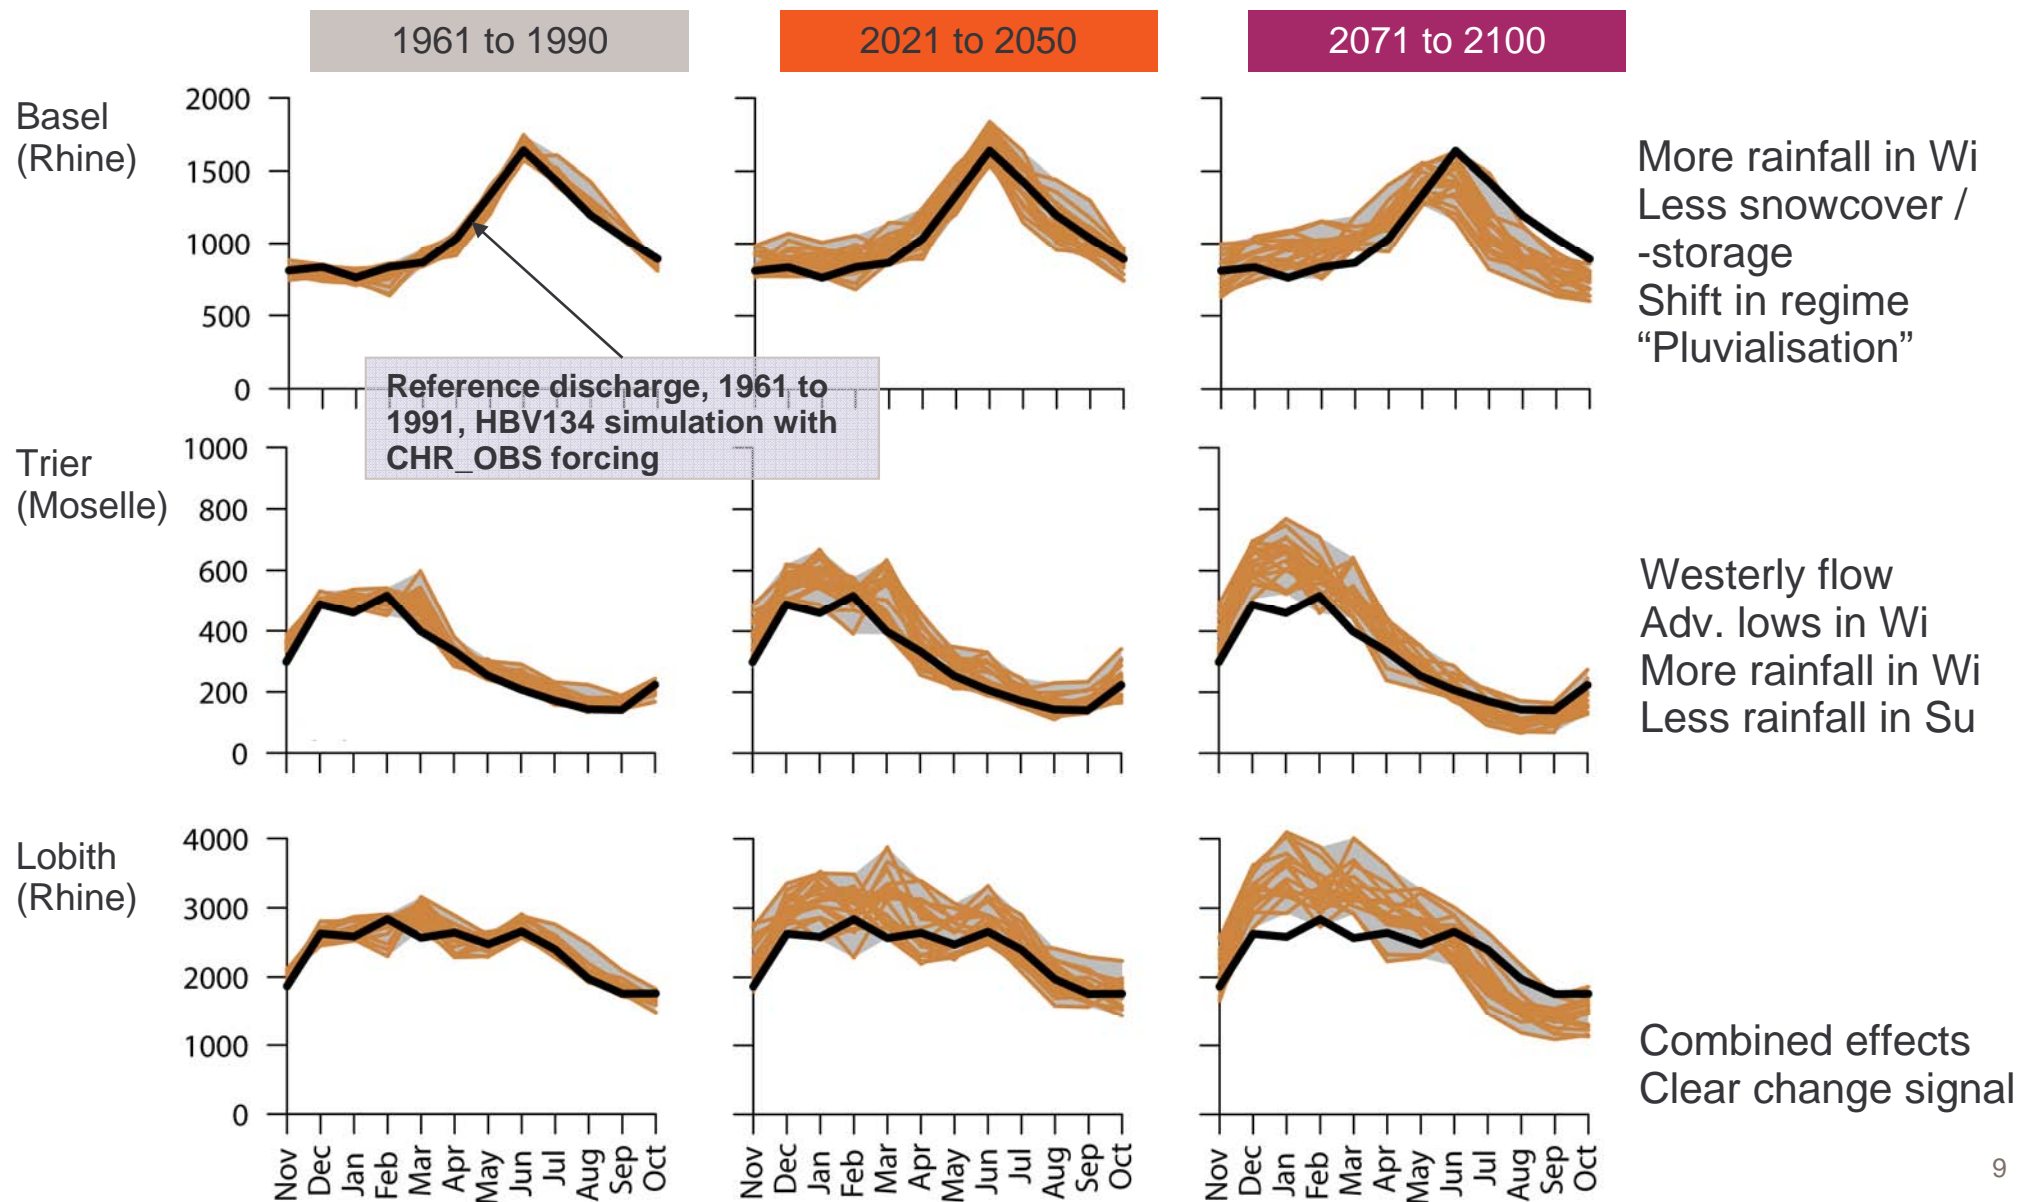 1961 to 1990
2021 to 2050
2071 to 2100
Basel
(Rhine)
2000
1500
1000
500
0
More rainfall in Wi
Less snowcover /
-storage
Shift in regime
“Pluvialisation”
Reference discharge, 1961 to
1991, HBV134 simulation with
CHR_OBS forcing
Trier
(Moselle)
1000
800
600
400
200
0
Westerly flow
Adv. lows in Wi
More rainfall in Wi
Less rainfall in Su
Lobith
(Rhine)
4000
3000
2000
1000
0
Combined effects
Clear change signal
Nov Dec Jan Feb Mar Apr May Jun Jul Aug Sep Oct
Nov Dec Jan Feb Mar Apr May Jun Jul Aug Sep Oct
Nov Dec Jan Feb Mar Apr May Jun Jul Aug Sep Oct
9